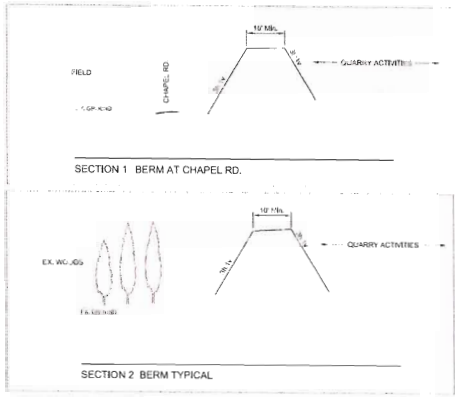 10' Min.
QUARRY ACTIVITIES
FIELD
CHAPEL RD.
SECTION 1 BERM AT CHAPEL RD.
10' Min.
QUARRY ACTIVITIES
EX. WOODS
SECTION 2 BERM TYPICAL